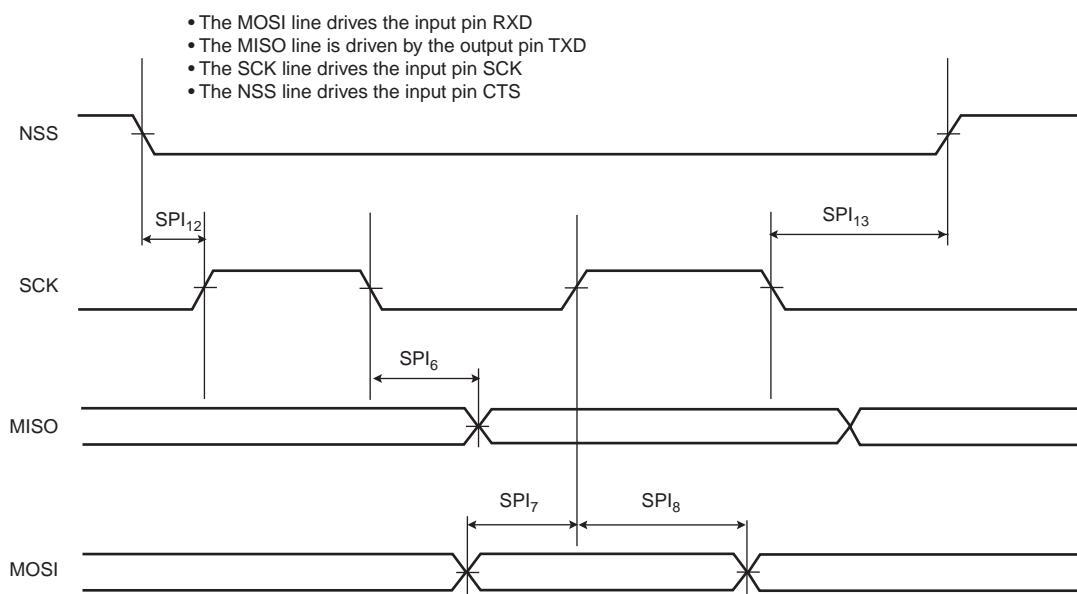 • The MOSI line drives the input pin RXD
• The MISO line is driven by the output pin TXD
• The SCK line drives the input pin SCK
• The NSS line drives the input pin CTS
NSS
SPI12
SPI13
SCK
SPI6
MISO
SPI7
SPI8
MOSI